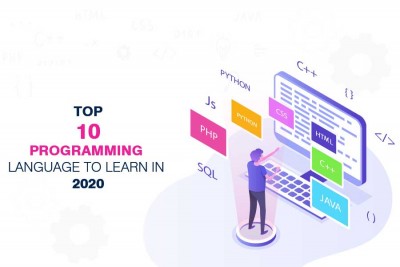 TOP
10
PROGRAMMING
LANGUAGE TO LEARN IN
2020
C++
{}
PYTHON
Js
PYTHON
CSS
</>
PHP
HTML
C++
SQL
JAVA
()